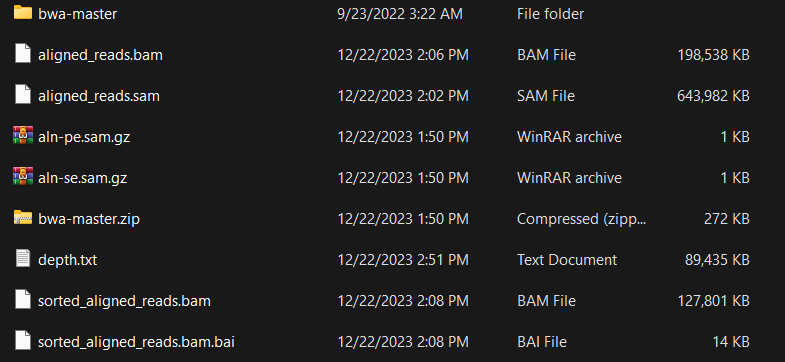 bwa-master 9/23/2022 3:22 AM File folder
aligned_reads.bam 12/22/2023 2:06 PM BAM File 198,538 KB
aligned_reads.sam 12/22/2023 2:02 PM SAM File 643,982 KB
aln-pe.sam.gz 12/22/2023 1:50 PM WinRAR archive 1 KB
aln-se.sam.gz 12/22/2023 1:50 PM WinRAR archive 1 KB
bwa-master.zip 12/22/2023 1:50 PM Compressed (zipp... 272 KB
depth.txt 12/22/2023 2:51 PM Text Document 89,435 KB
sorted_aligned_reads.bam 12/22/2023 2:08 PM BAM File 127,801 KB
sorted_aligned_reads.bam.bai 12/22/2023 2:08 PM BAI File 14 KB